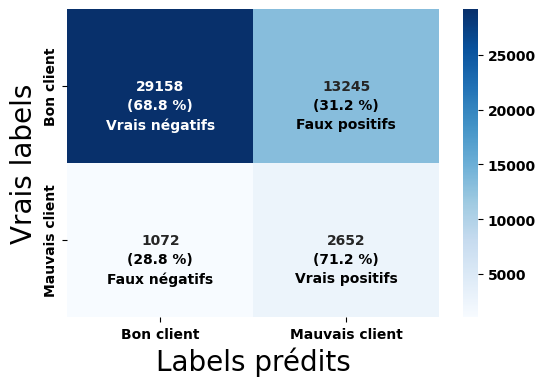 Vrais labels
Bon client
Mauvais client
29158
(68.8 %)
Vrais négatifs
13245
(31.2 %)
Faux positifs
1072
(28.8 %)
Faux négatifs
2652
(71.2 %)
Vrais positifs
Bon client
Mauvais client
Labels prédits
25000
20000
15000
10000
5000